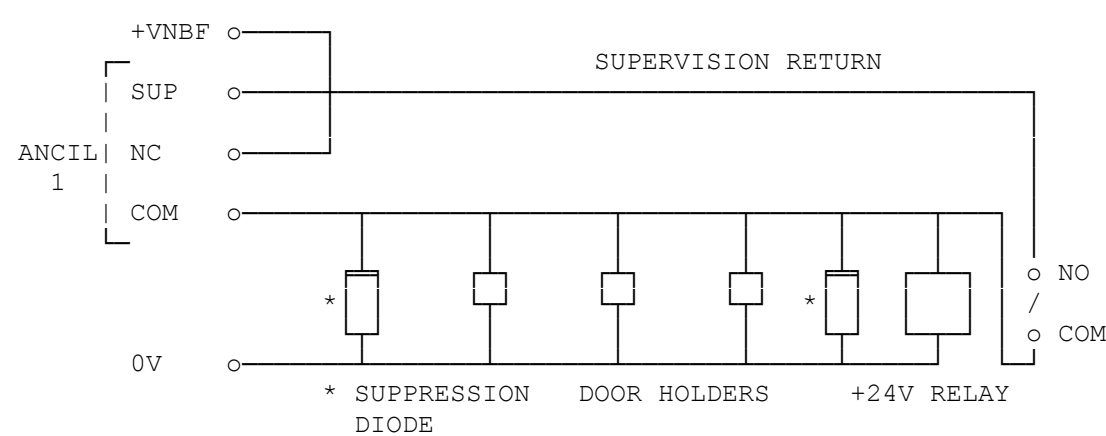 +VNBF
SUPERVISION RETURN
SUP
ANCIL NC
1
COM
NO
* *
/
COM
0V
* SUPPRESSION DOOR HOLDERS +24V RELAY
DIODE